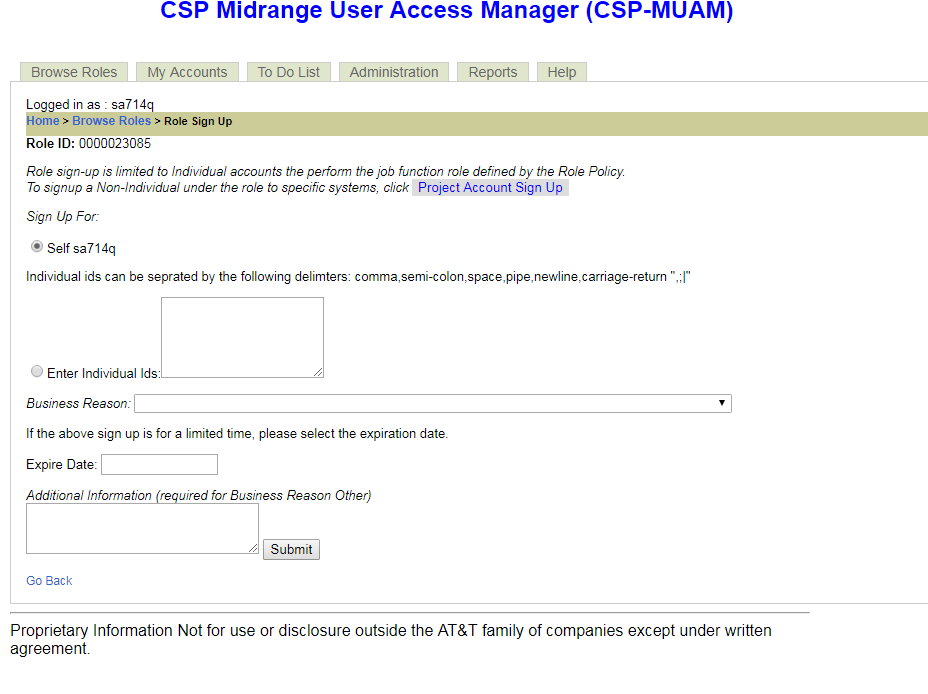 CSP Midrange User Access Manager (CSP-MUAM)
Browse Roles My Accounts To Do List Administration Reports Help
Logged in as : sa714q
Home > Browse Roles > Role Sign Up
Role ID: 0000023085
Role sign-up is limited to Individual accounts the perform the job function role defined by the Role Policy.
To signup a Non-Individual under the role to specific systems, click Project Account Sign Up
Sign Up For:
Self sa714q
Individual ids can be seprated by the following delimters: comma,semi-colon,space,pipe,newline,carriage-return ",;|"
Enter Individual Ids:
Business Reason:
If the above sign up is for a limited time, please select the expiration date.
Expire Date:
Additional Information (required for Business Reason Other)
Submit
Go Back
Proprietary Information Not for use or disclosure outside the AT&T family of companies except under written
agreement.